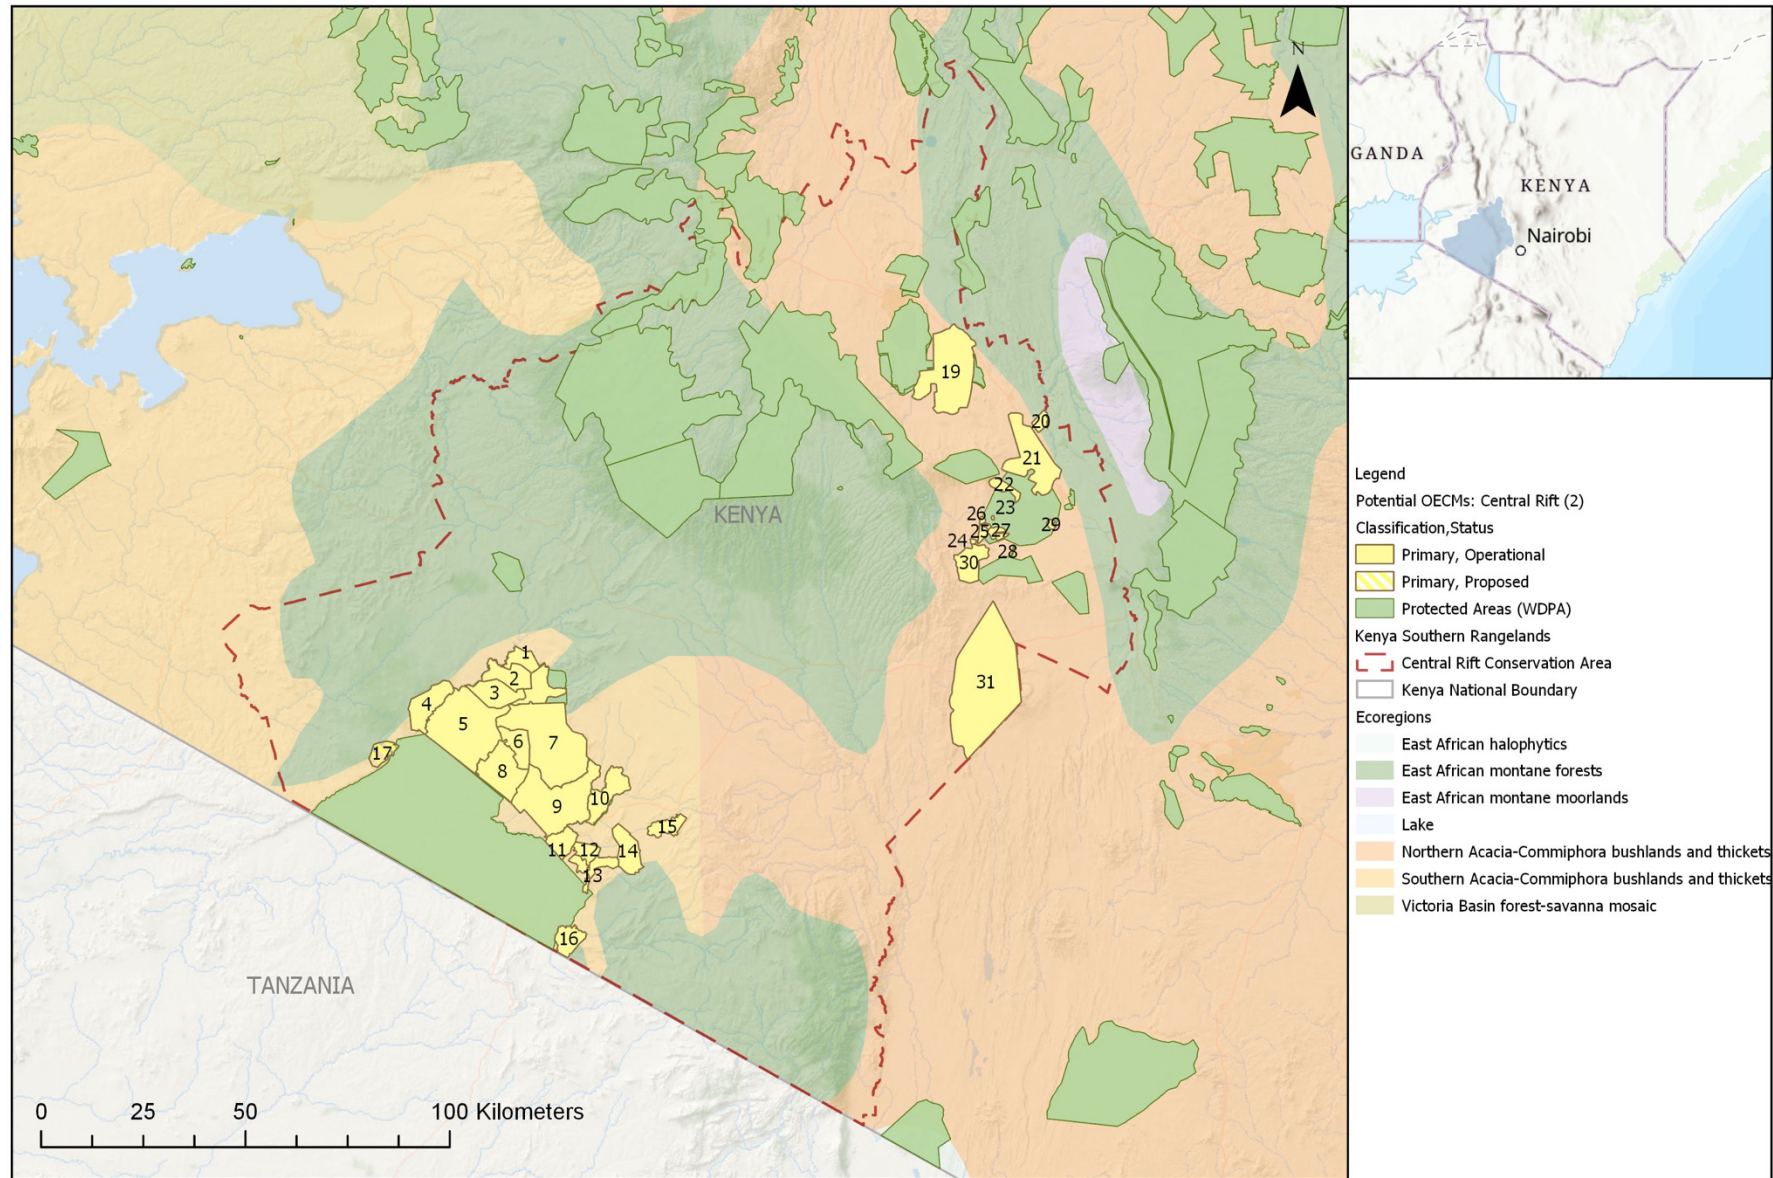 N
19
20
21
22
23
26
29
25
27
24
28
30
KENYA
31
1
2
3
4
5
6
7
17
8
9
10
15
11
12
14
13
16
TANZANIA
0 25 50 100 Kilometers
GANDA
KENYA
Nairobi
Legend
Potential OECMs: Central Rift (2)
Classification,Status
Primary, Operational
Primary, Proposed
Protected Areas (WDPA)
Kenya Southern Rangelands
Central Rift Conservation Area
Kenya National Boundary
Ecoregions
East African halophytics
East African montane forests
East African montane moorlands
Lake
Northern Acacia-Commiphora bushlands and thickets
Southern Acacia-Commiphora bushlands and thickets
Victoria Basin forest-savanna mosaic